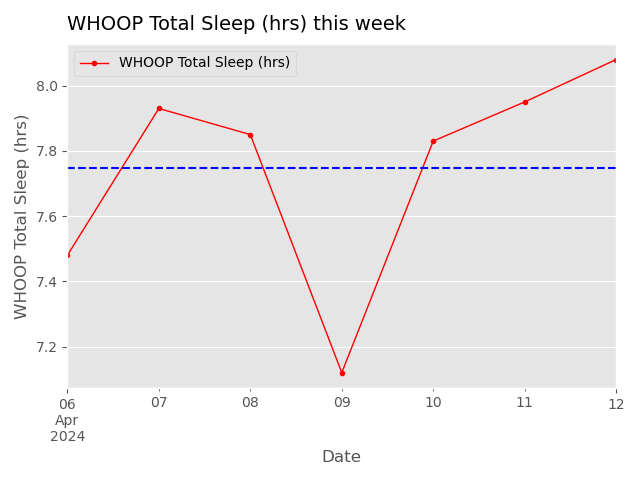 WHOOP Total Sleep (hrs) this week
WHOOP Total Sleep (hrs)
WHOOP Total Sleep (hrs)
8.0
7.8
7.6
7.4
7.2
06 07 08 09 10 11 12
Apr
2024
Date